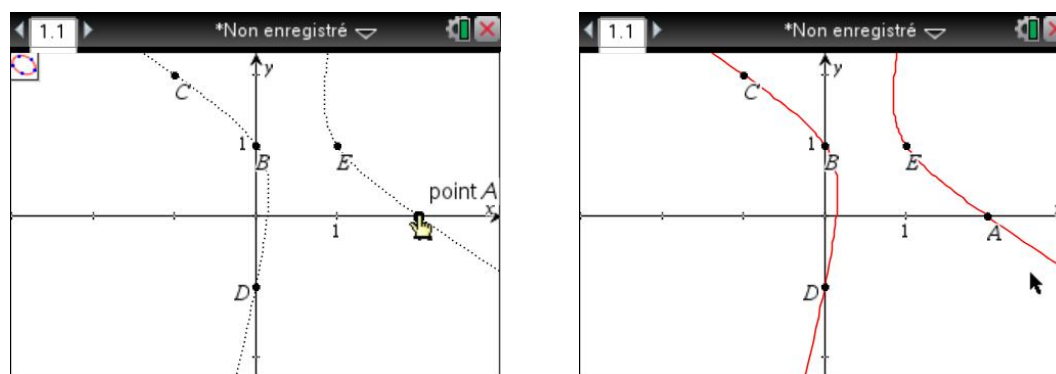 1.1 *Non enregistré
y
C
1
B
E
point A
x
1
D
1.1 *Non enregistré
y
C
1
B
E
1
A
D